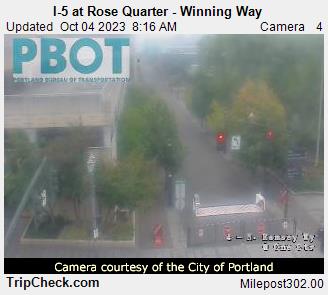 I-5 at Rose Quarter - Winning Way
Updated Oct 04 2023 8:16 AM Camera 4
PBOT
PORTLAND BUREAU OF TRANSPORTATION
Camera courtesy of the City of Portland
TripCheck.com Milepost302.00